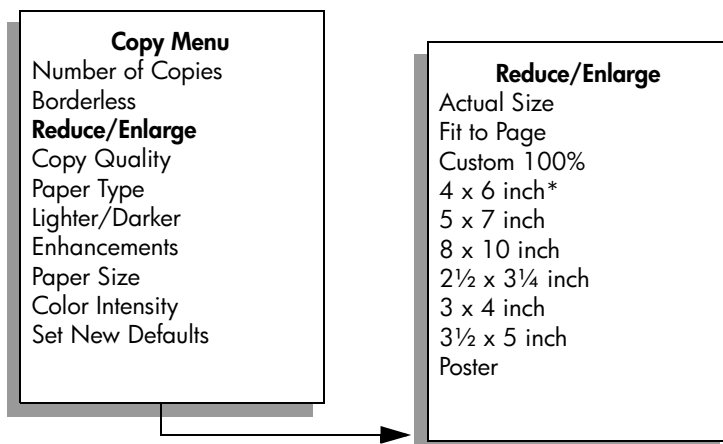 Copy Menu
Number of Copies
Borderless
Reduce/Enlarge
Copy Quality
Paper Type
Lighter/Darker
Enhancements
Paper Size
Color Intensity
Set New Defaults
Reduce/Enlarge
Actual Size
Fit to Page
Custom 100%
4 x 6 inch*
5 x 7 inch
8 x 10 inch
2½ x 3¼ inch
3 x 4 inch
3½ x 5 inch
Poster